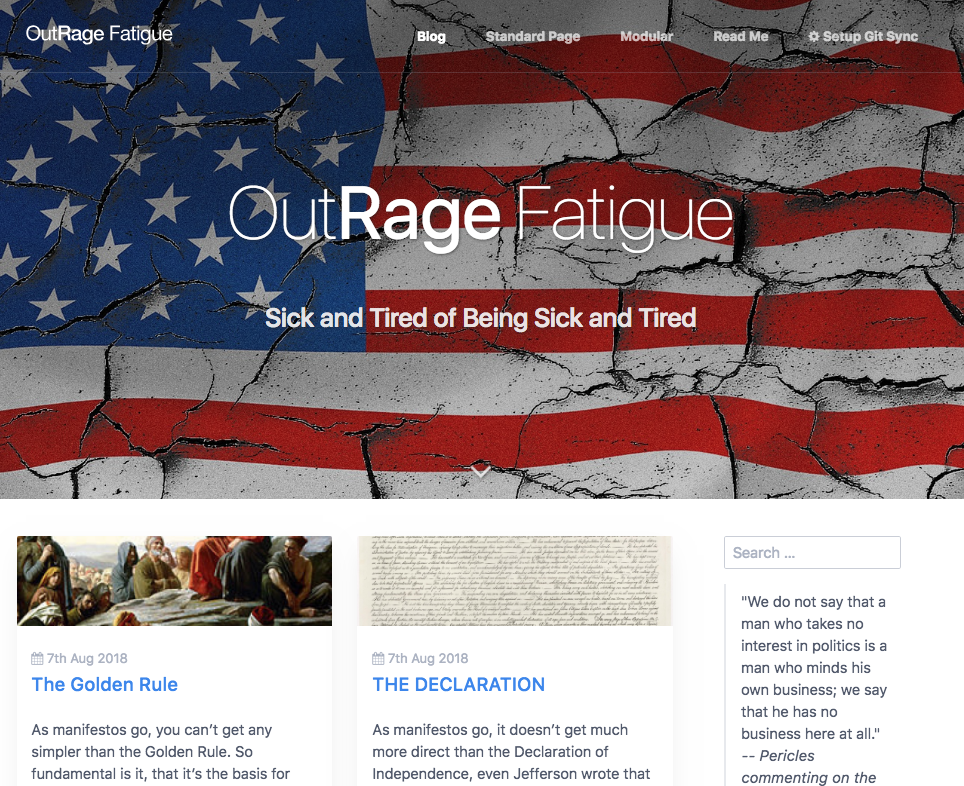 OutRage Fatigue
Blog
Standard Page
Modular
Read Me
Setup Git Sync
OutRage Fatigue
Sick and Tired of Being Sick and Tired
7th Aug 2018
The Golden Rule
As manifestos go, you can’t get any
simpler than the Golden Rule. So
fundamental is it, that it’s the basis for
7th Aug 2018
THE DECLARATION
As manifestos go, it doesn’t get much
more direct than the Declaration of
Independence, even Jefferson wrote that
Search ...
"We do not say that a
man who takes no
interest in politics is a
man who minds his
own business; we say
that he has no
business here at all."
-- Pericles
commenting on the